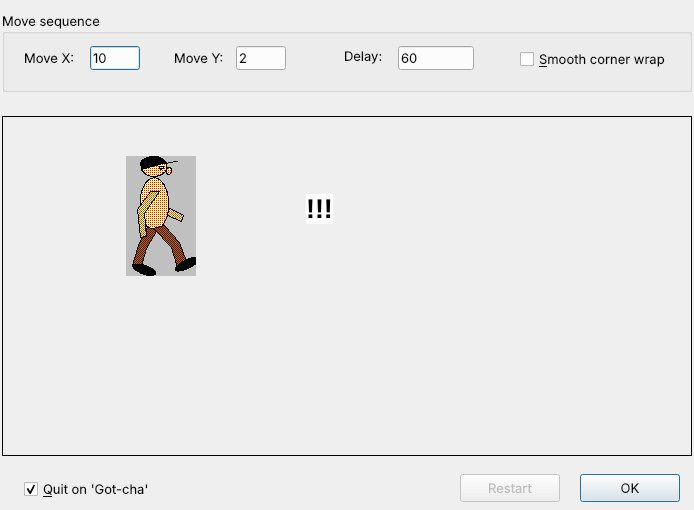 Move sequence
Move X: 10 Move Y: 2 Delay: 60 Smooth corner wrap
!!!
Quit on 'Got-cha' Restart OK